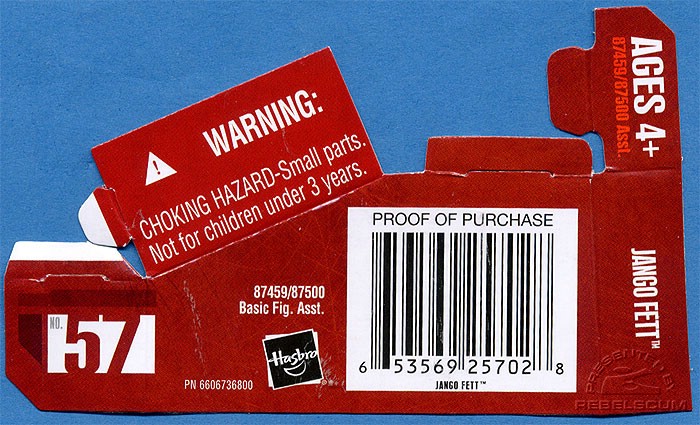 WARNING:
CHOKING HAZARD-Small parts.
Not for children under 3 years.
AGES 4+
87459/87500 Asst.
JANGO FETT™
PROOF OF PURCHASE
6 53569 25702 8
JANGO FETT™
87459/87500
Basic Fig. Asst.
Hasbro
PN 6606736800
NO. 57
PRESENTED BY
REBELSCUM